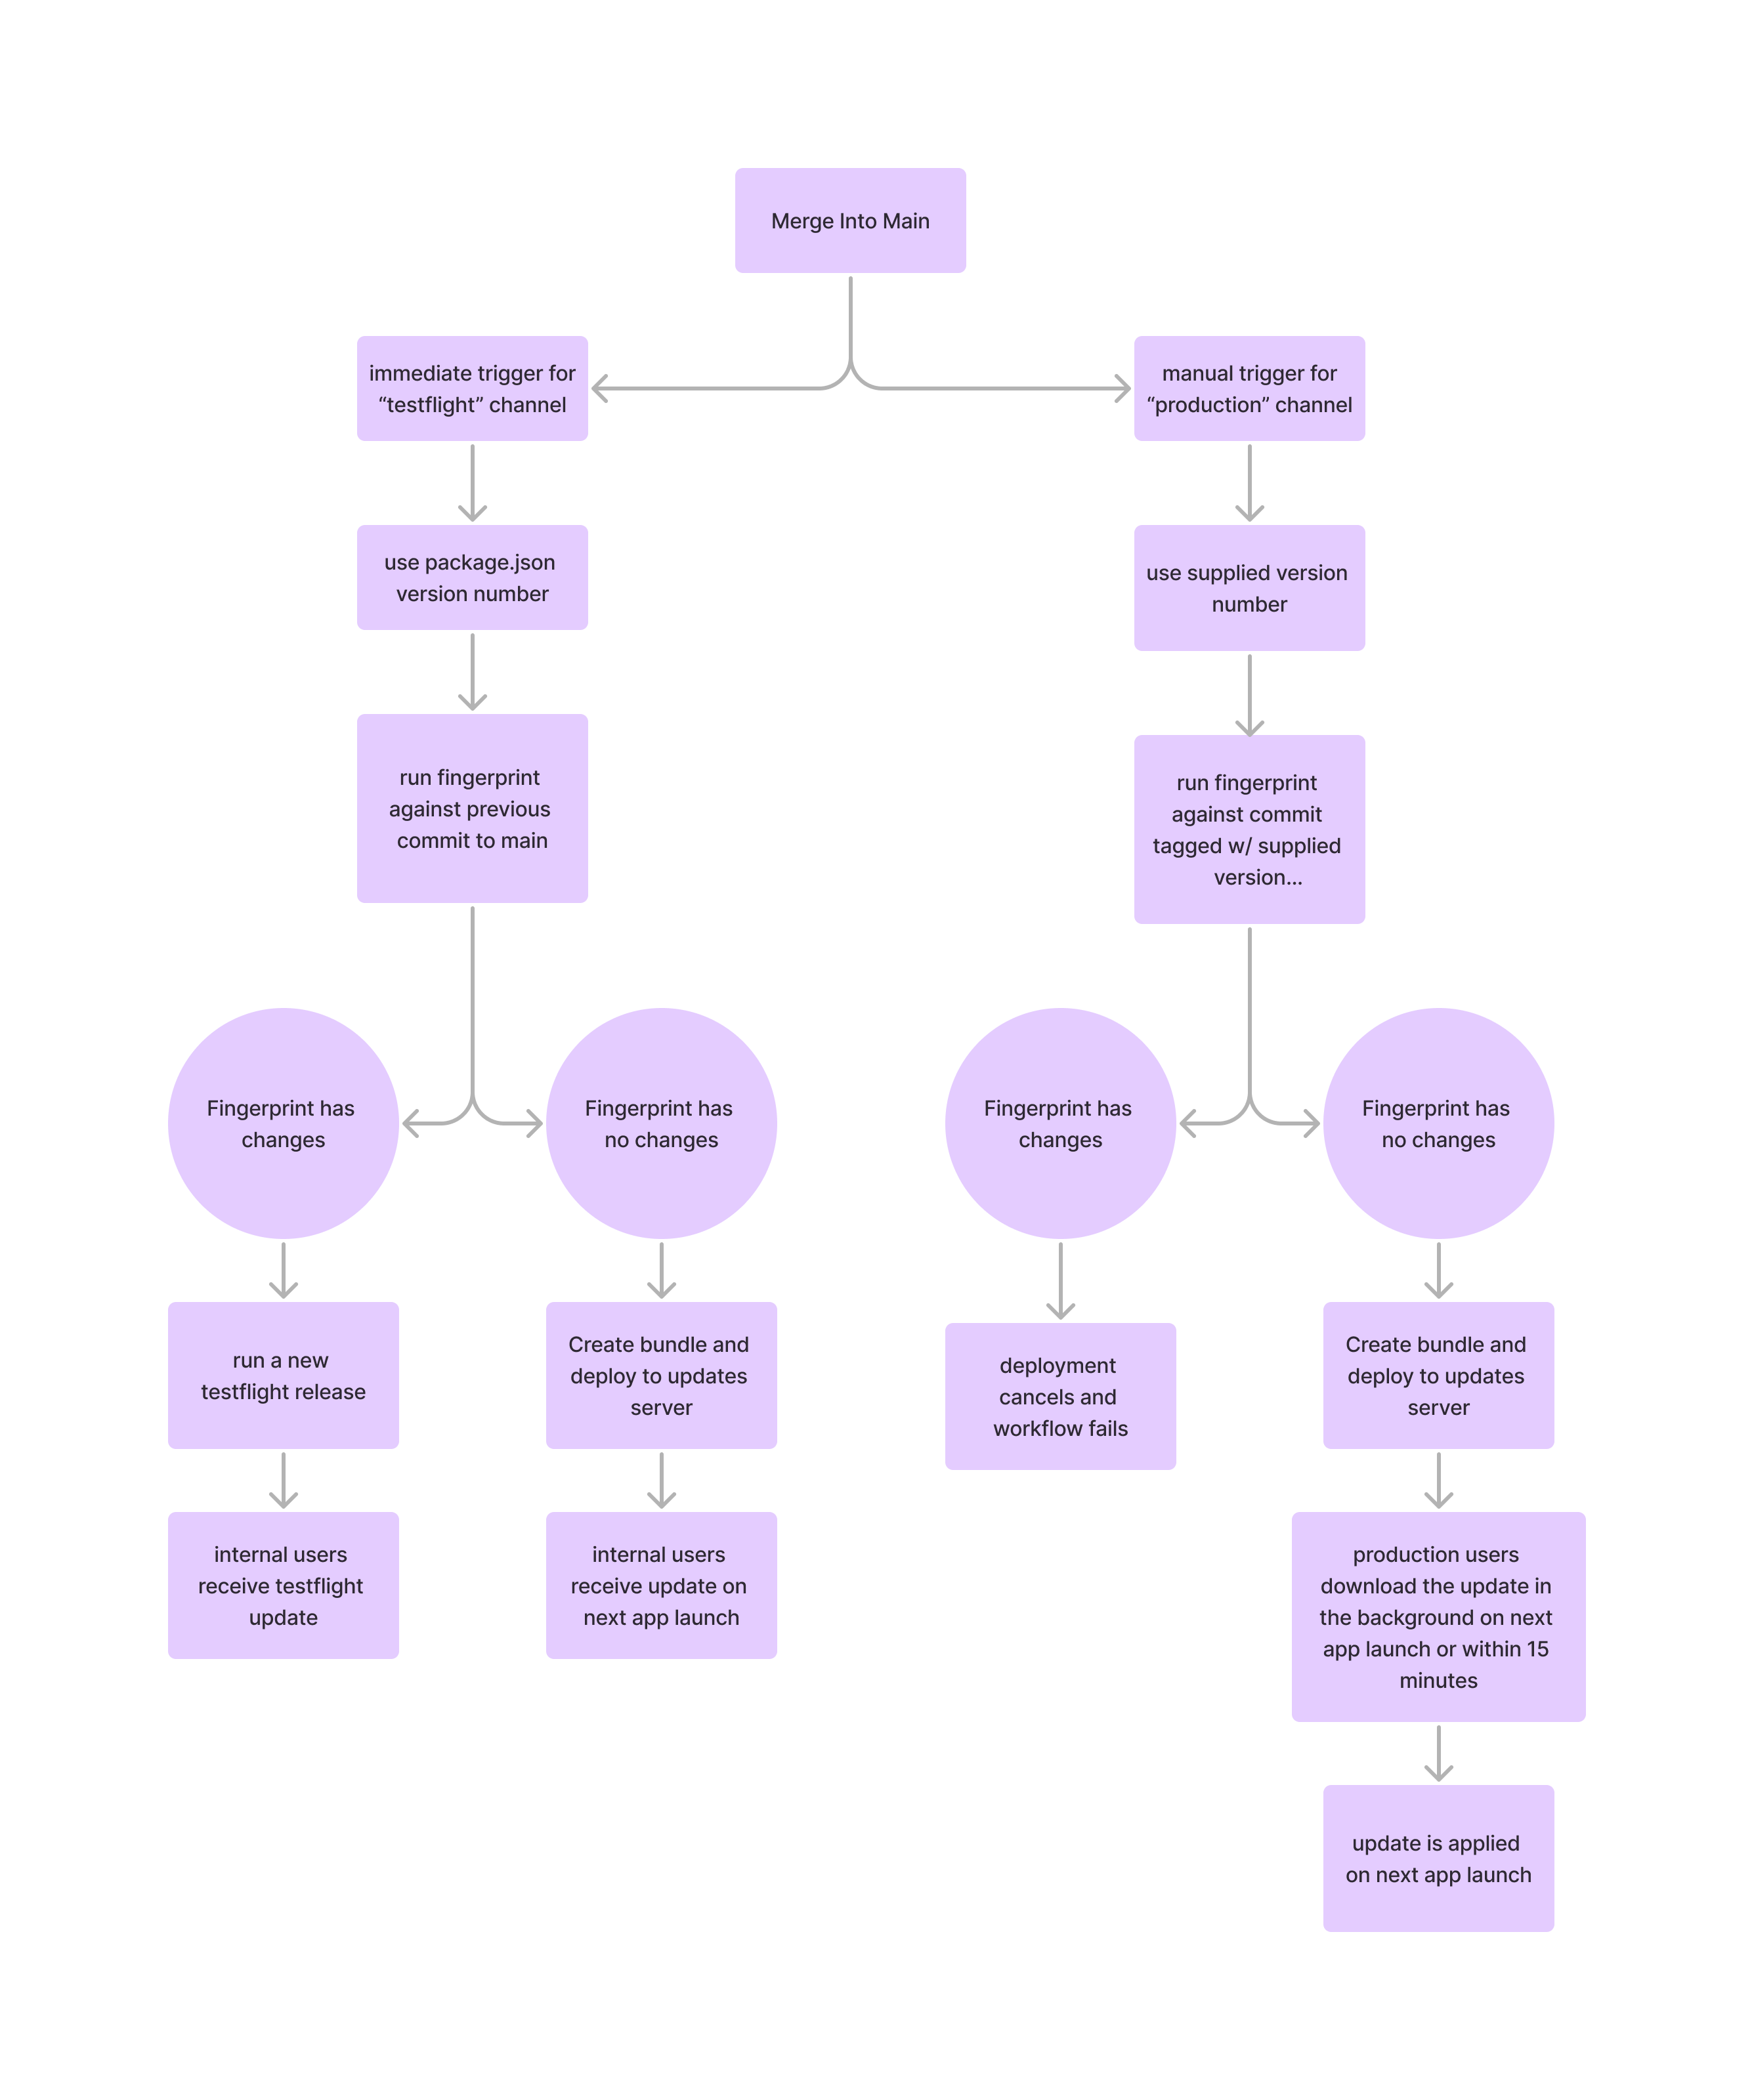 Merge Into Main
immediate trigger for
“testflight” channel
manual trigger for
“production” channel
use package.json
version number
use supplied version
number
run fingerprint
against previous
commit to main
run fingerprint
against commit
tagged w/ supplied
version...
Fingerprint has
changes
Fingerprint has
no changes
Fingerprint has
changes
Fingerprint has
no changes
run a new
testflight release
Create bundle and
deploy to updates
server
deployment
cancels and
workflow fails
Create bundle and
deploy to updates
server
internal users
receive testflight
update
internal users
receive update on
next app launch
production users
download the update in
the background on next
app launch or within 15
minutes
update is applied
on next app launch